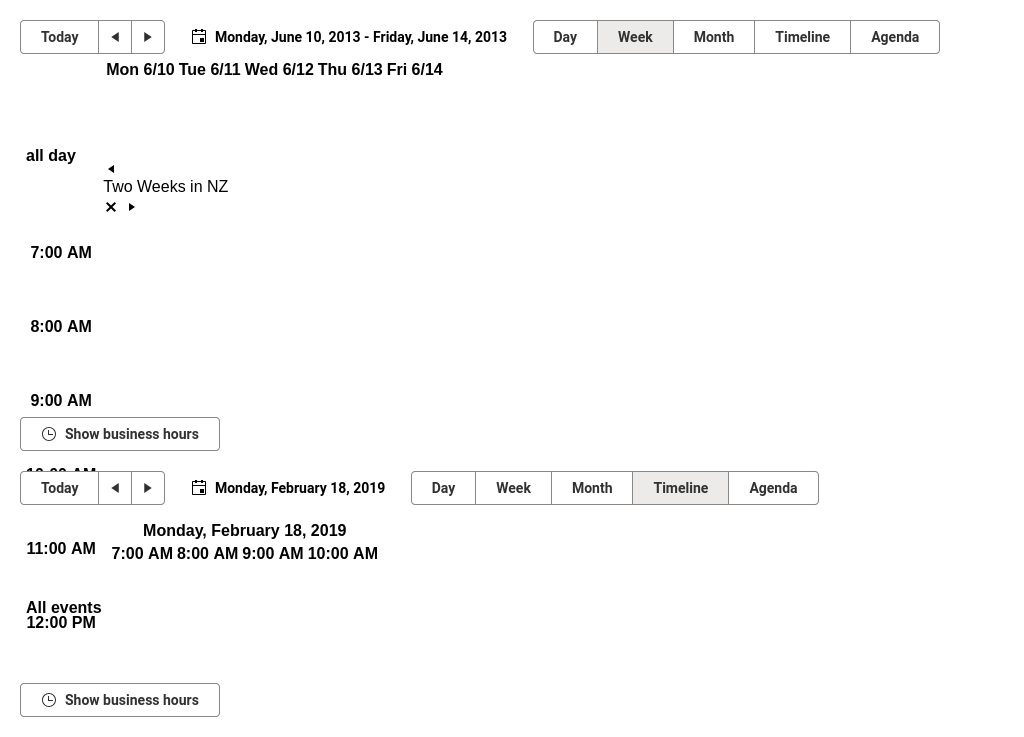 Today Monday, June 10, 2013 - Friday, June 14, 2013 Day Week Month Timeline Agenda
Mon 6/10 Tue 6/11 Wed 6/12 Thu 6/13 Fri 6/14
all day
Two Weeks in NZ
7:00 AM
8:00 AM
9:00 AM
Show business hours
Today Monday, February 18, 2019 Day Week Month Timeline Agenda
Monday, February 18, 2019
11:00 AM 7:00 AM 8:00 AM 9:00 AM 10:00 AM
All events
12:00 PM
Show business hours